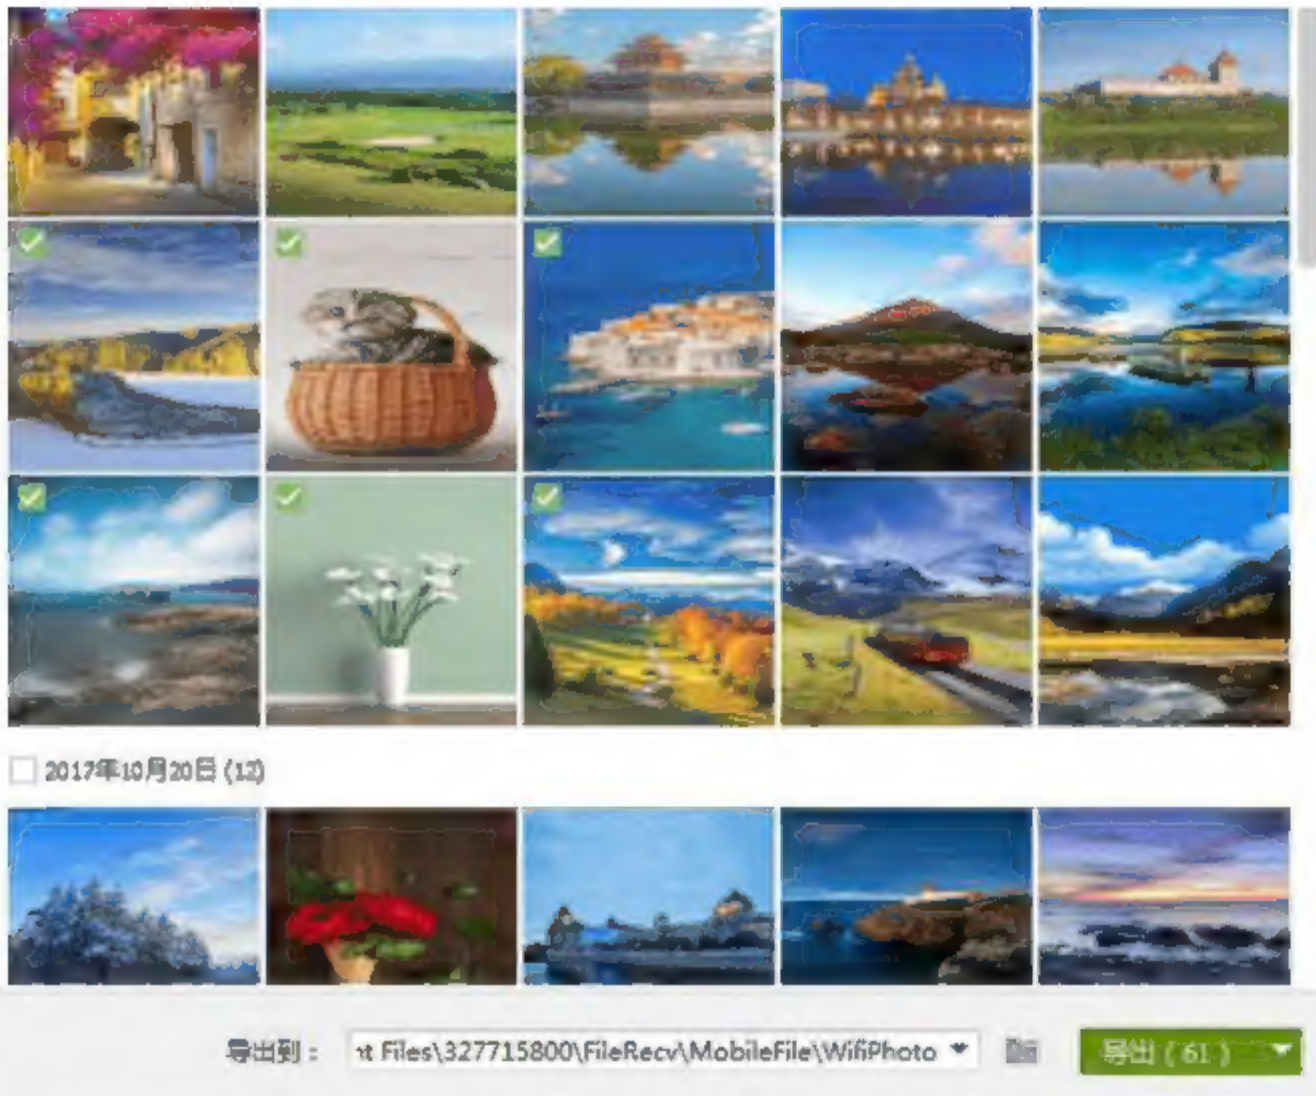 2017年10月20日 (12)
导出到： ıt Files\327715800\FileRecv\MobileFile\WifiPhoto 导出 ( 61 )